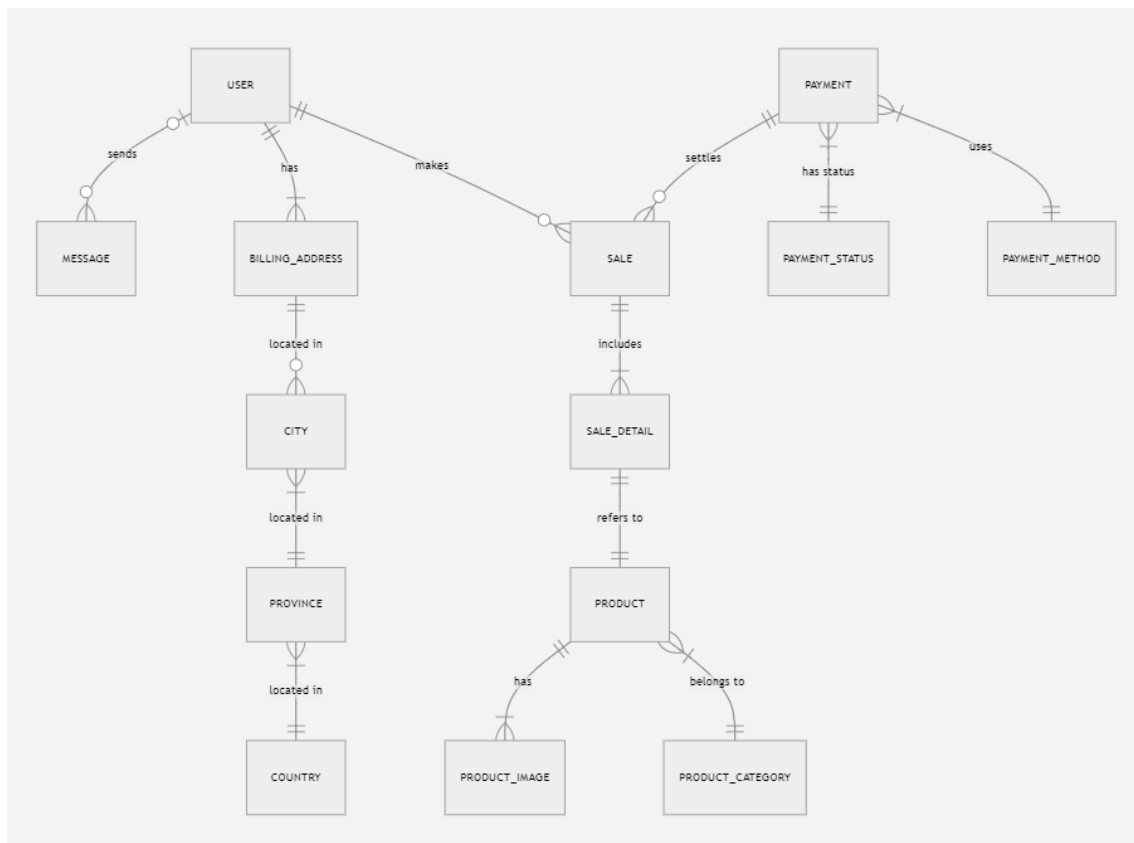 USER
PAYMENT
sends
has
makes
settles
has status
uses
MESSAGE
BILLING_ADDRESS
SALE
PAYMENT_STATUS
PAYMENT_METHOD
located in
includes
CITY
SALE_DETAIL
located in
refers to
PROVINCE
PRODUCT
located in
has
belongs to
COUNTRY
PRODUCT_IMAGE
PRODUCT_CATEGORY